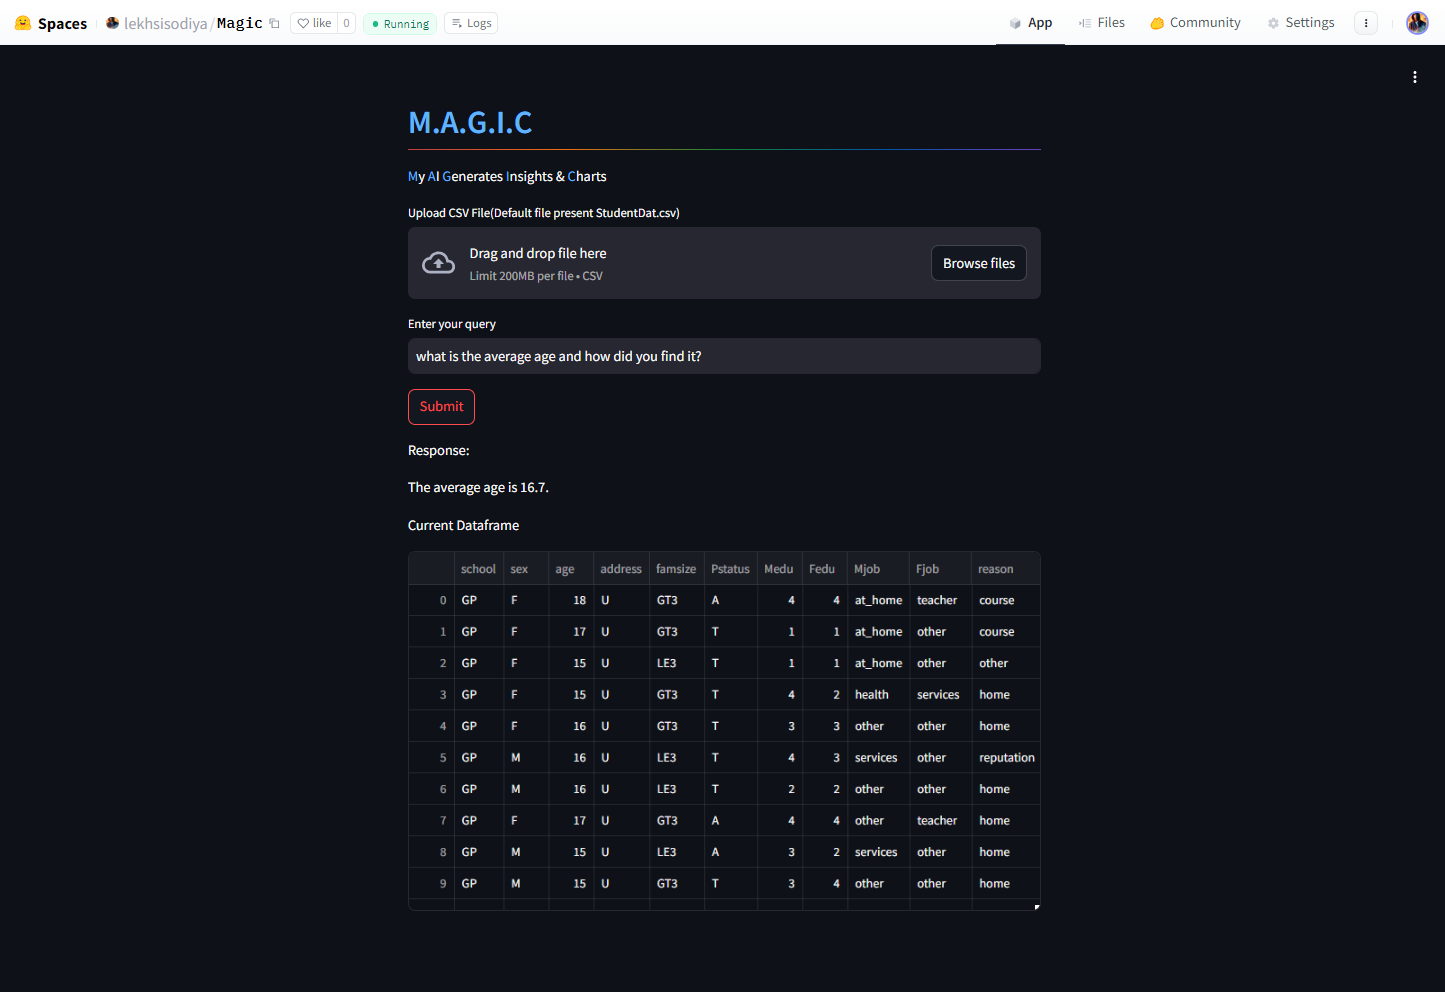 Spaces lekhsisodiya/Magic like 0 Running Logs App Files Community Settings
M.A.G.I.C
My AI Generates Insights & Charts
Upload CSV File(Default file present StudentDat.csv)
Drag and drop file here
Limit 200MB per file • CSV
Browse files
Enter your query
what is the average age and how did you find it?
Submit
Response:
The average age is 16.7.
Current Dataframe
school sex age address famsize Pstatus Medu Fedu Mjob Fjob reason
0 GP F 18 U GT3 A 4 4 at_home teacher course
1 GP F 17 U GT3 T 1 1 at_home other course
2 GP F 15 U LE3 T 1 1 at_home other other
3 GP F 15 U GT3 T 4 2 health services home
4 GP F 16 U GT3 T 3 3 other other home
5 GP M 16 U LE3 T 4 3 services other reputation
6 GP M 16 U LE3 T 2 2 other other home
7 GP F 17 U GT3 A 4 4 other teacher home
8 GP M 15 U LE3 A 3 2 services other home
9 GP M 15 U GT3 T 3 4 other other home